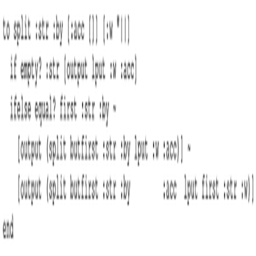 to split :str :by [:acc []] [:w "||]
if empty? :str [output lput :w :acc]
ifelse equal? first :str :by ~
[output (split butfirst :str :by lput :w :acc)] ~
[output (split butfirst :str :by :acc lput first :str :w)]
end